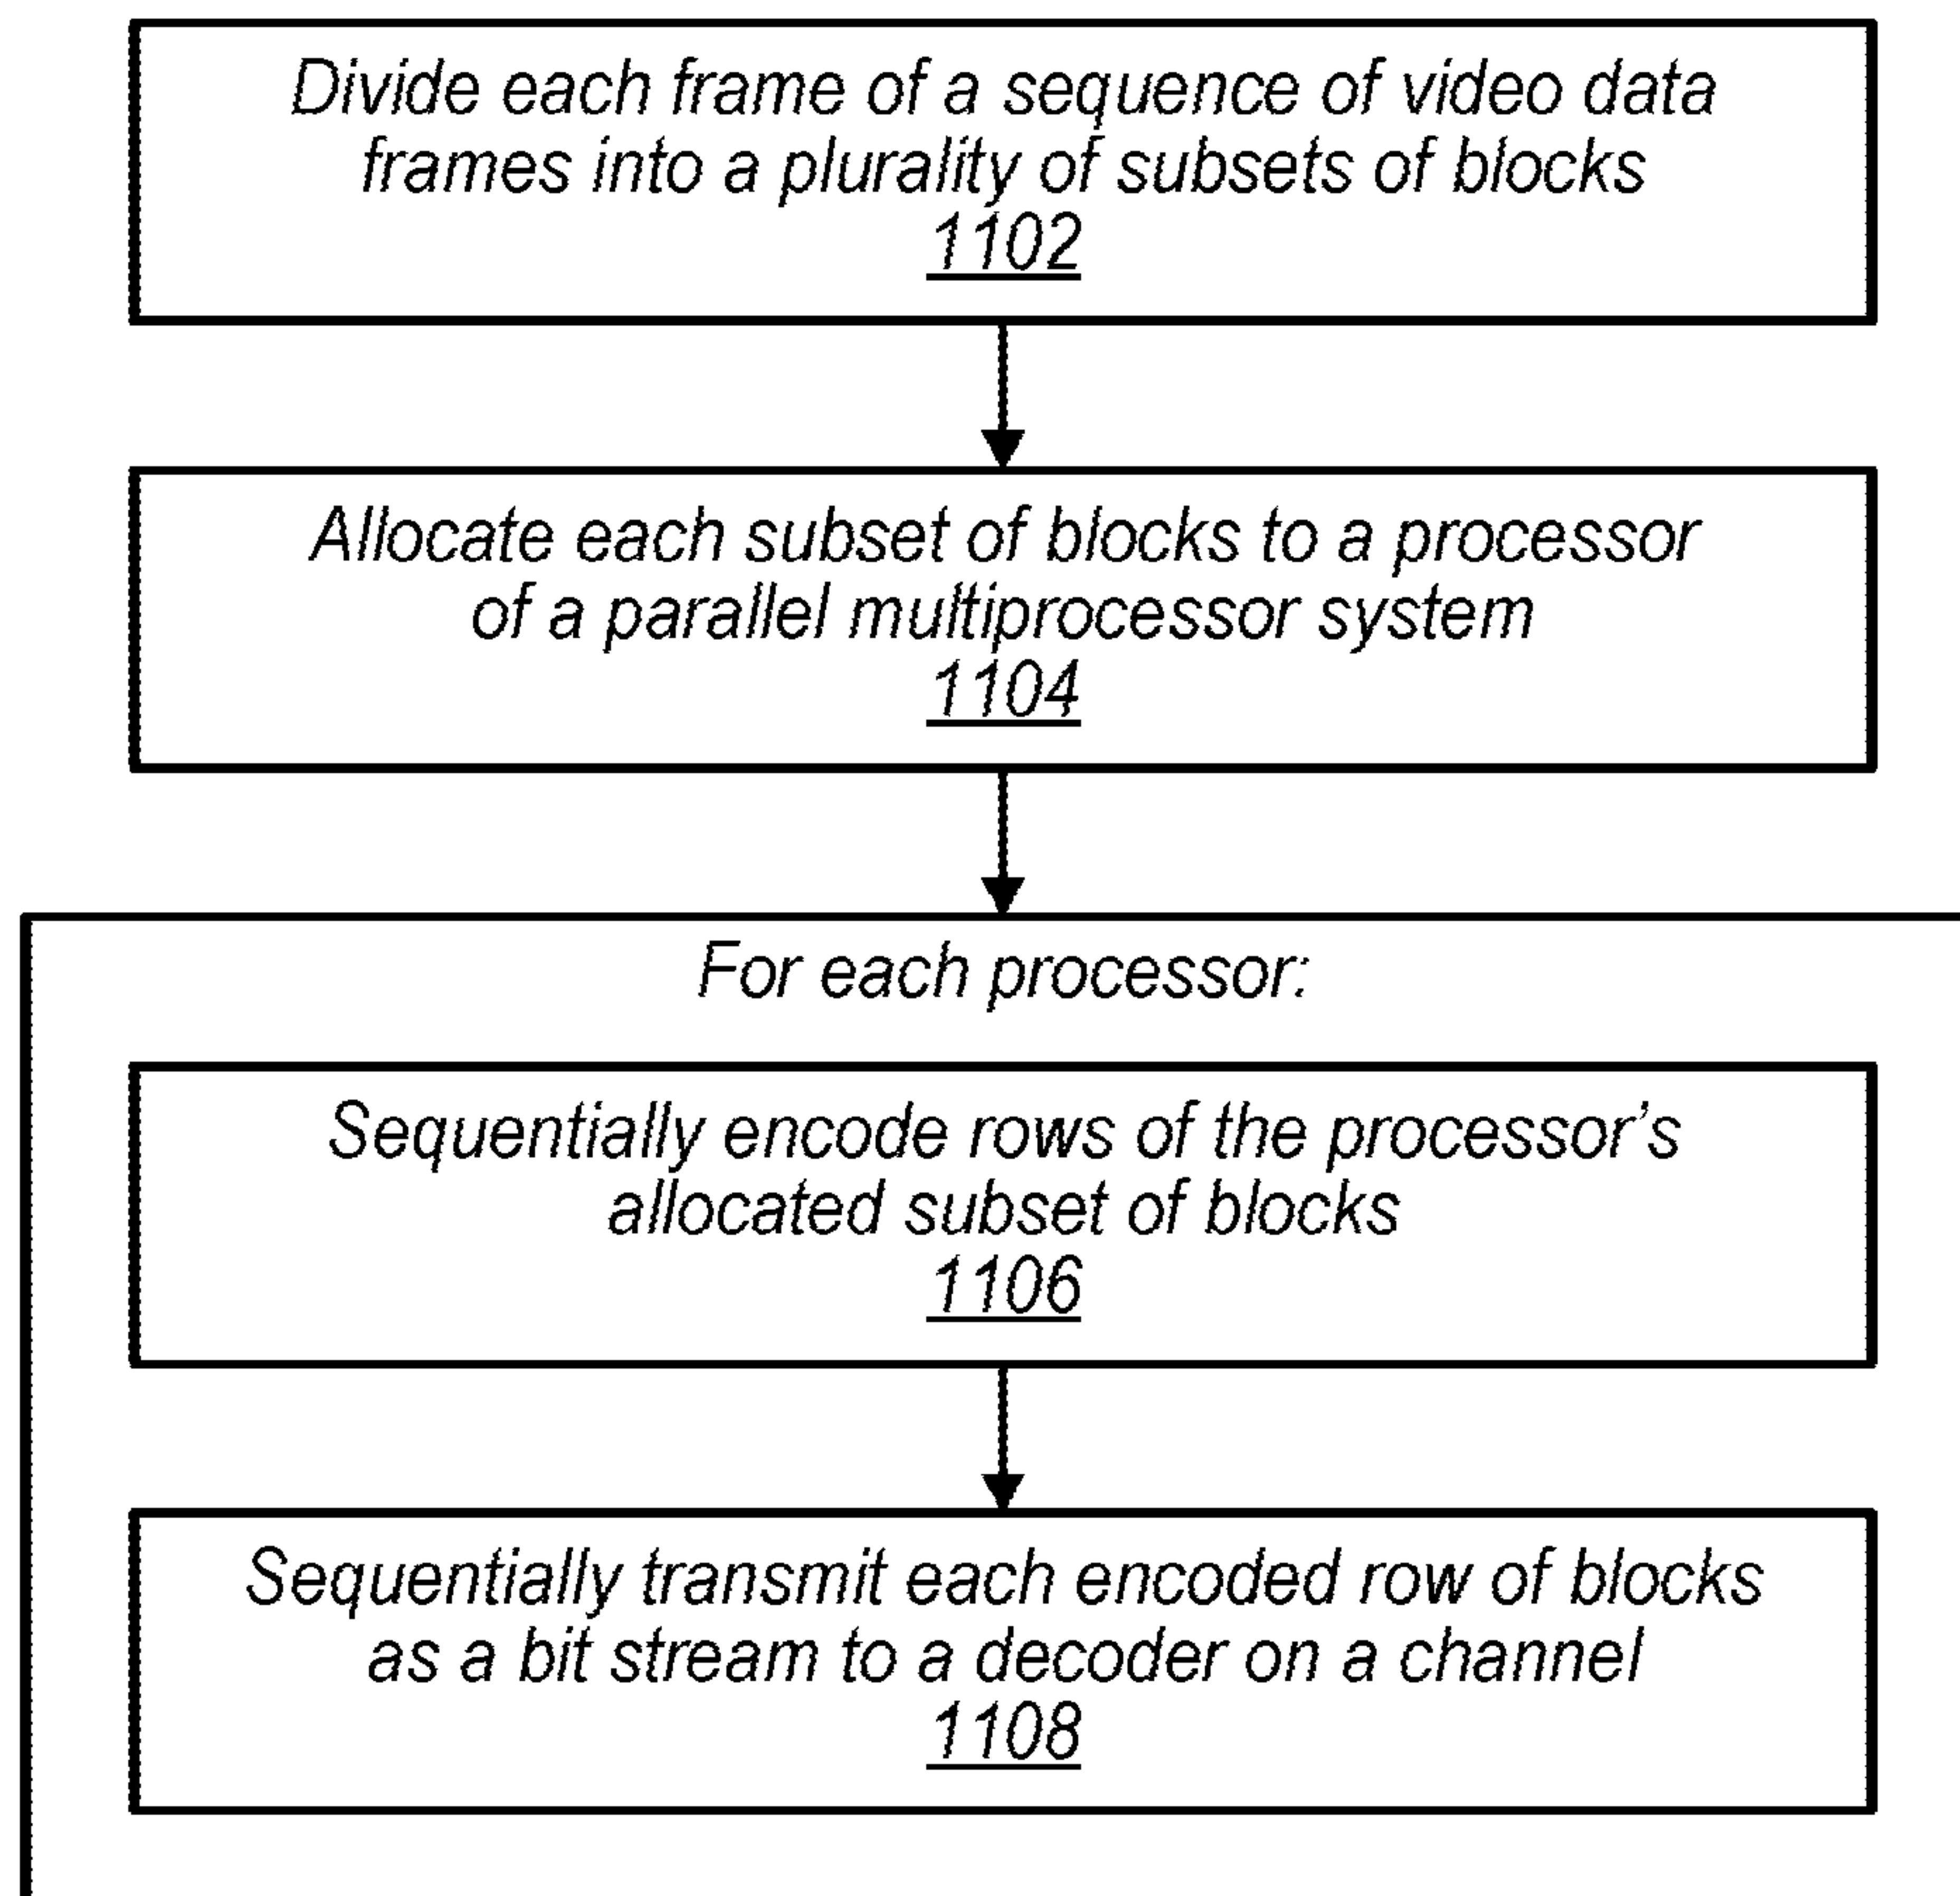 Divide each frame of a sequence of video data
frames into a plurality of subsets of blocks
1102
Allocate each subset of blocks to a processor
of a parallel multiprocessor system
1104
For each processor:
Sequentially encode rows of the processor's
allocated subset of blocks
1106
Sequentially transmit each encoded row of blocks
as a bit stream to a decoder on a channel
1108